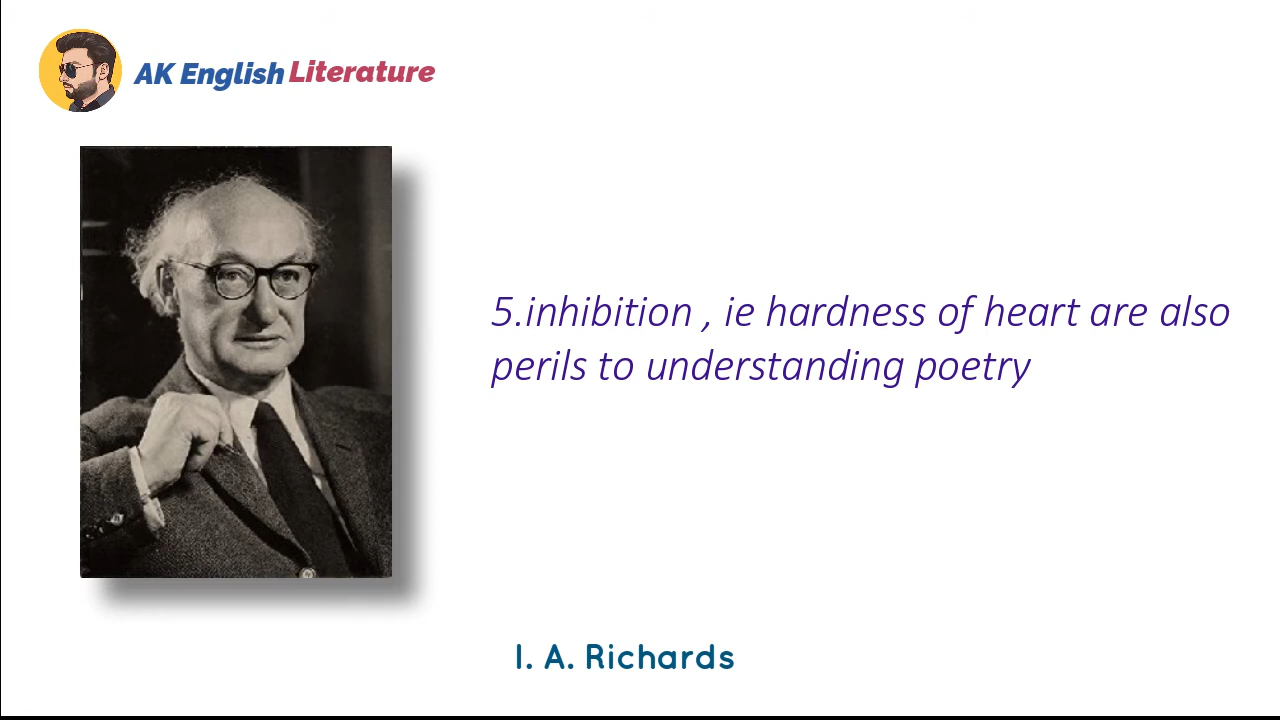 AK English Literature
5.inhibition , ie hardness of heart are also
perils to understanding poetry
I. A. Richards